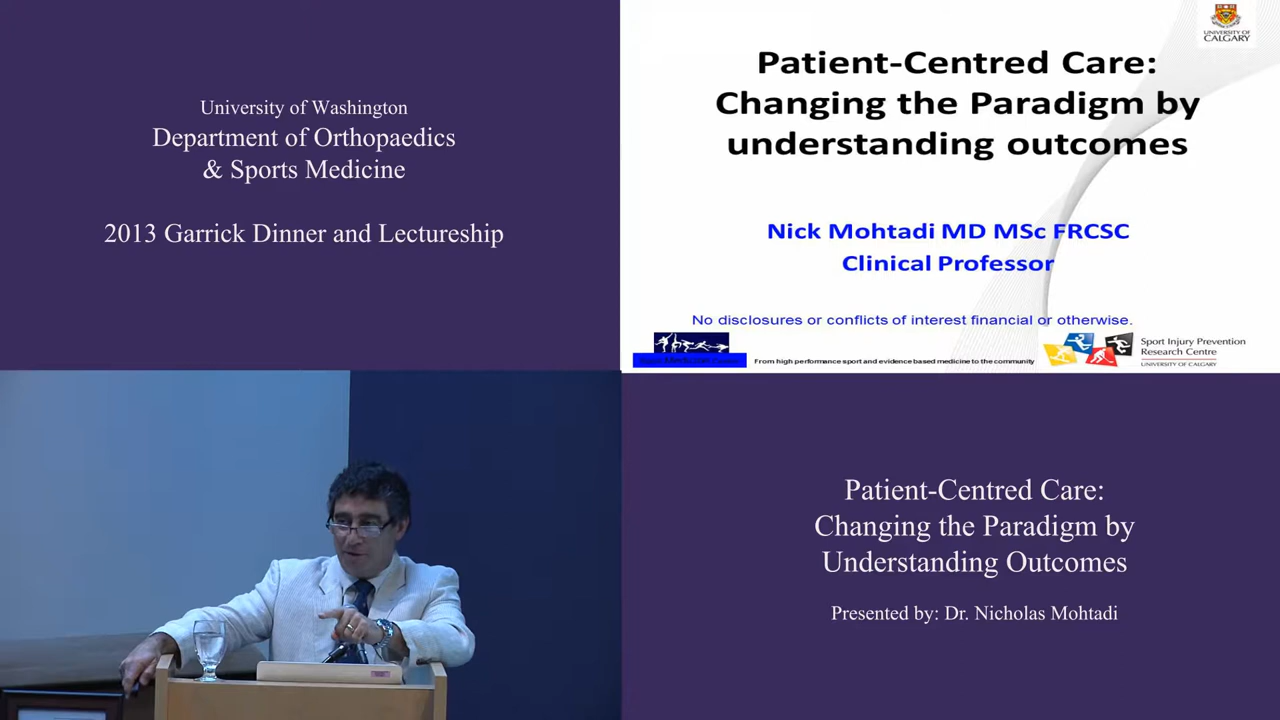 University of Washington
Department of Orthopaedics
& Sports Medicine
2013 Garrick Dinner and Lectureship
UNIVERSITY OF
CALGARY
Patient-Centred Care:
Changing the Paradigm by
understanding outcomes
Nick Mohtadi MD MSc FRCSC
Clinical Professor
No disclosures or conflicts of interest financial or otherwise.
From high performance sport and evidence based medicine to the community
Sport Injury Prevention
Research Centre
UNIVERSITY OF CALGARY
Patient-Centred Care:
Changing the Paradigm by
Understanding Outcomes
Presented by: Dr. Nicholas Mohtadi